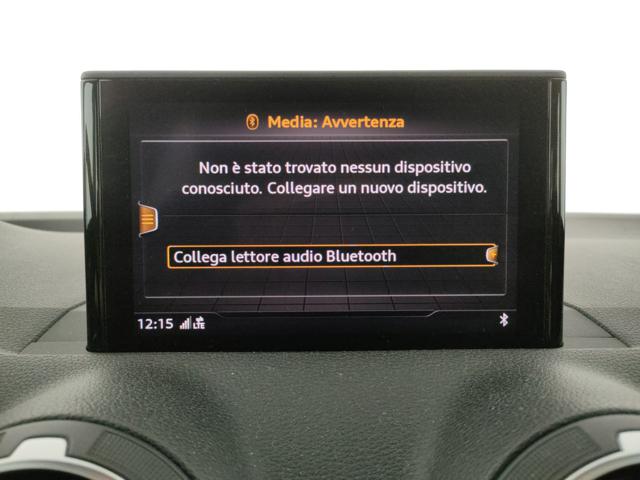 Media: Avvertenza
Non è stato trovato nessun dispositivo
conosciuto. Collegare un nuovo dispositivo.
Collega lettore audio Bluetooth
12:15 LTE